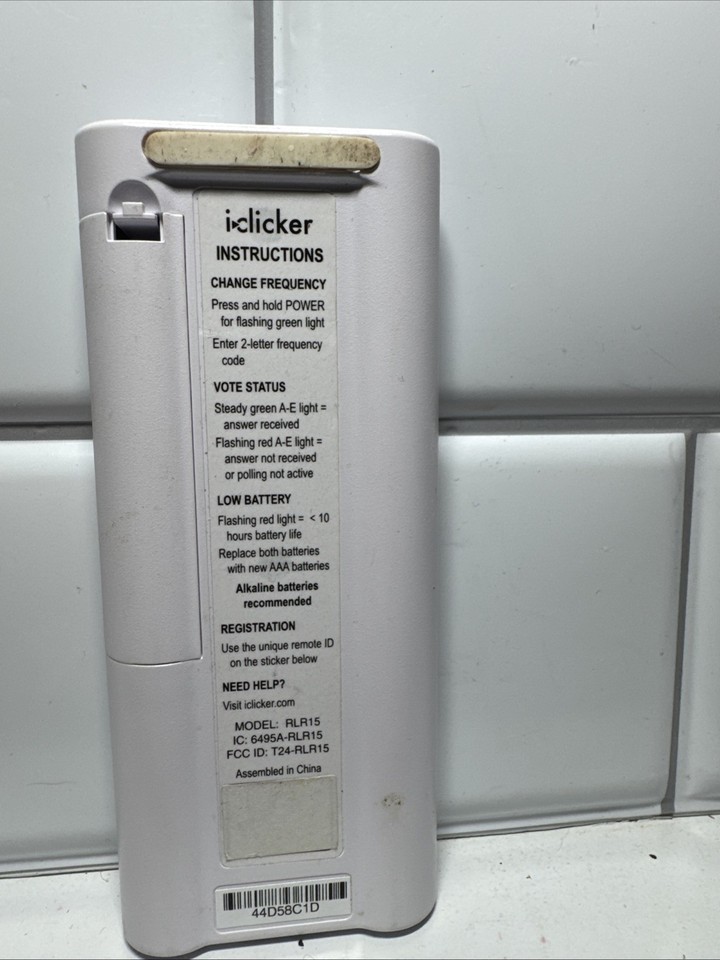 iclicker
INSTRUCTIONS
CHANGE FREQUENCY
Press and hold POWER
for flashing green light
Enter 2-letter frequency
code
VOTE STATUS
Steady green A-E light =
answer received
Flashing red A-E light =
answer not received
or polling not active
LOW BATTERY
Flashing red light = < 10
hours battery life
Replace both batteries
with new AAA batteries
Alkaline batteries
recommended
REGISTRATION
Use the unique remote ID
on the sticker below
NEED HELP?
Visit iclicker.com
MODEL: RLR15
IC: 6495A-RLR15
FCC ID: T24-RLR15
Assembled in China
44D58C1D